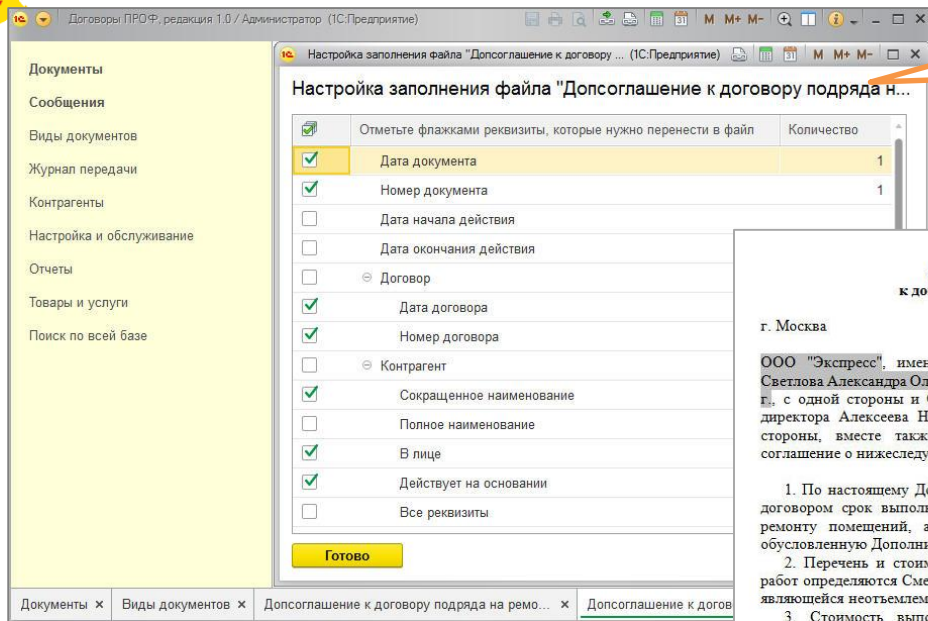 Договоры ПРОФ, редакция 1.0 / Администратор (1С:Предприятие)
M M+ M-
Документы
Сообщения
Виды документов
Журнал передачи
Контрагенты
Настройка и обслуживание
Отчеты
Товары и услуги
Поиск по всей базе
Настройка заполнения файла "Допсоглашение к договору ... (1С:Предприятие)
M M+ M-
Настройка заполнения файла "Допсоглашение к договору подряда н...
Отметьте флажками реквизиты, которые нужно перенести в файл
Количество
Дата документа
1
Номер документа
1
Дата начала действия
Дата окончания действия
Договор
Дата договора
Номер договора
Контрагент
Сокращенное наименование
Полное наименование
В лице
Действует на основании
Все реквизиты
Готово
к до
г. Москва
ООО "Экспресс", имен
Светлова Александра Ол
г., с одной стороны и
директора Алексеева Н
стороны, вместе такж
соглашение о нижеследу
1. По настоящему До
договором срок выполн
ремонту помещений, а
обусловленную Дополни
2. Перечень и стоим
работ определяются Сме
являющейся неотъемлем
3. Стоимость выпо
Документы
Виды документов
Допсоглашение к договору подряда на ремо...
Допсоглашение к догов